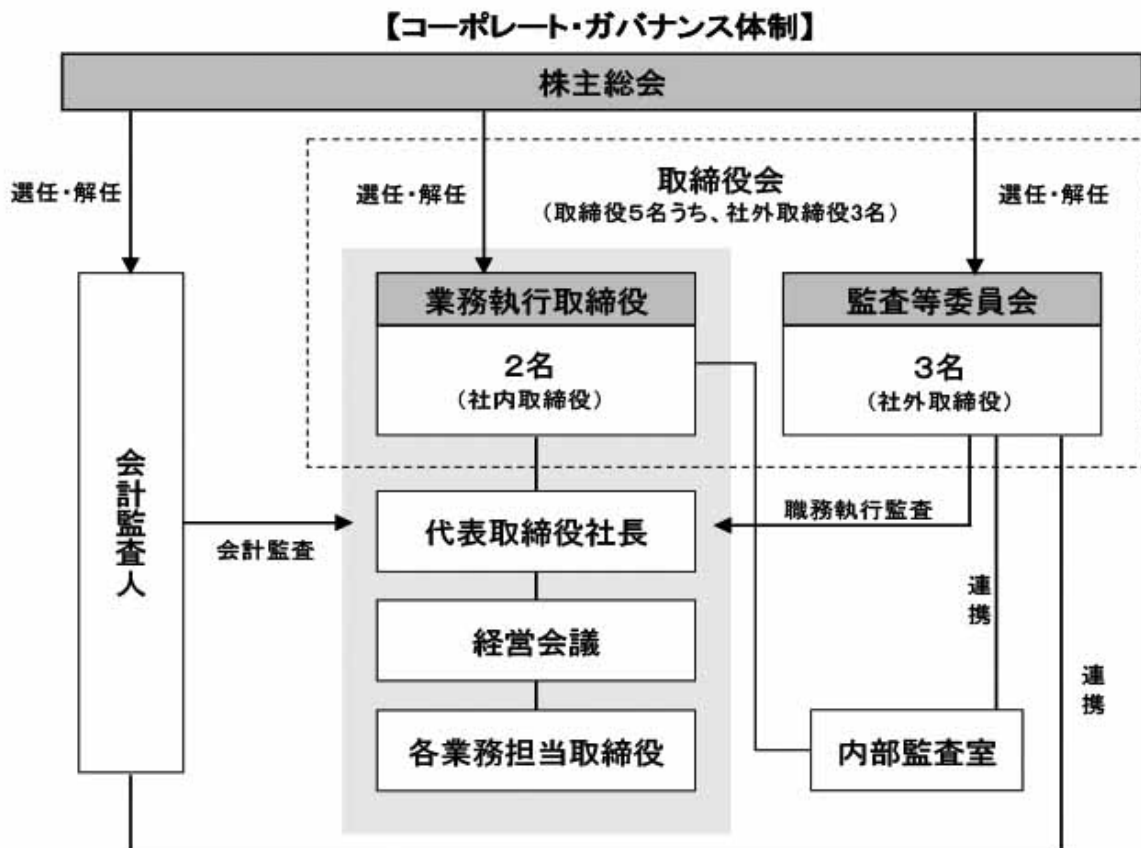 【コーポレート・ガバナンス体制】
株主総会
選任・解任
選任・解任
取締役会
(取締役5名うち、社外取締役3名)
選任・解任
業務執行取締役
2名
(社内取締役)
監査等委員会
3名
(社外取締役)
会計監査人
会計監査
代表取締役社長
職務執行監査
経営会議
連携
連携
各業務担当取締役
内部監査室